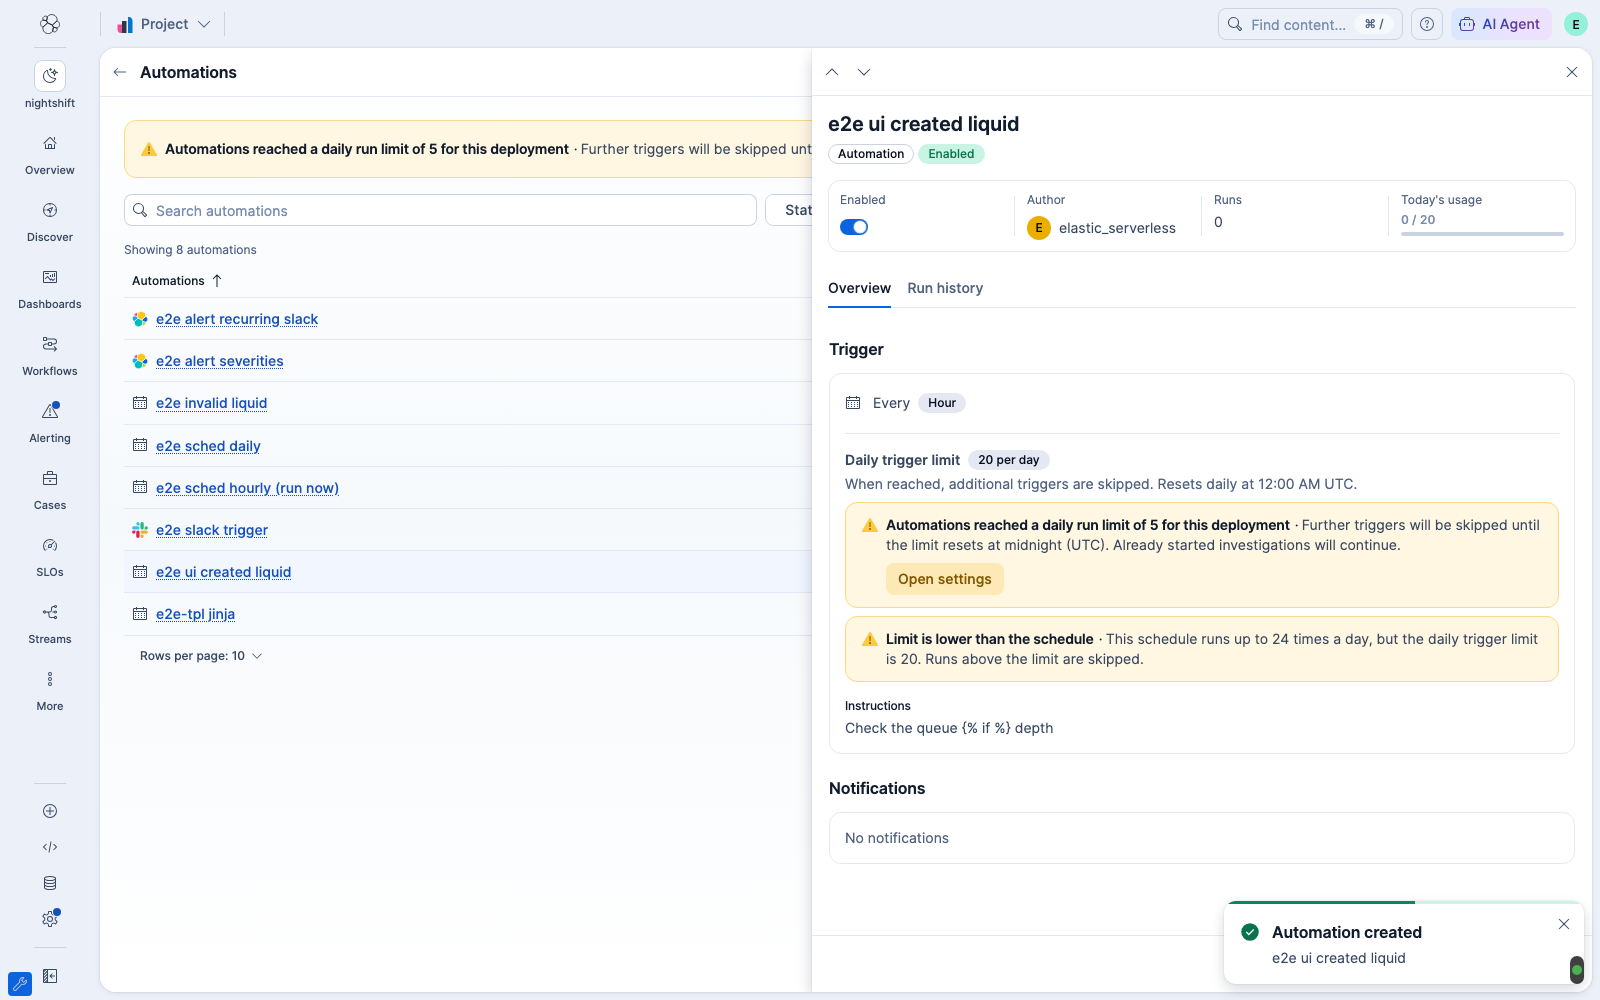 Project
Find content...
⌘ /
AI Agent
E
nightshift
Overview
Discover
Dashboards
Workflows
Alerting
Cases
SLOs
Streams
More
Automations
Automations reached a daily run limit of 5 for this deployment · Further triggers will be skipped unt
Search automations
Stat
Showing 8 automations
Automations
e2e alert recurring slack
e2e alert severities
e2e invalid liquid
e2e sched daily
e2e sched hourly (run now)
e2e slack trigger
e2e ui created liquid
e2e-tpl jinja
Rows per page: 10
e2e ui created liquid
Automation
Enabled
Enabled
Author
E
elastic_serverless
Runs
0
Today's usage
0 / 20
Overview
Run history
Trigger
Every
Hour
Daily trigger limit
20 per day
When reached, additional triggers are skipped. Resets daily at 12:00 AM UTC.
Automations reached a daily run limit of 5 for this deployment · Further triggers will be skipped until
the limit resets at midnight (UTC). Already started investigations will continue.
Open settings
Limit is lower than the schedule · This schedule runs up to 24 times a day, but the daily trigger limit
is 20. Runs above the limit are skipped.
Instructions
Check the queue {% if %} depth
Notifications
No notifications
Automation created
e2e ui created liquid